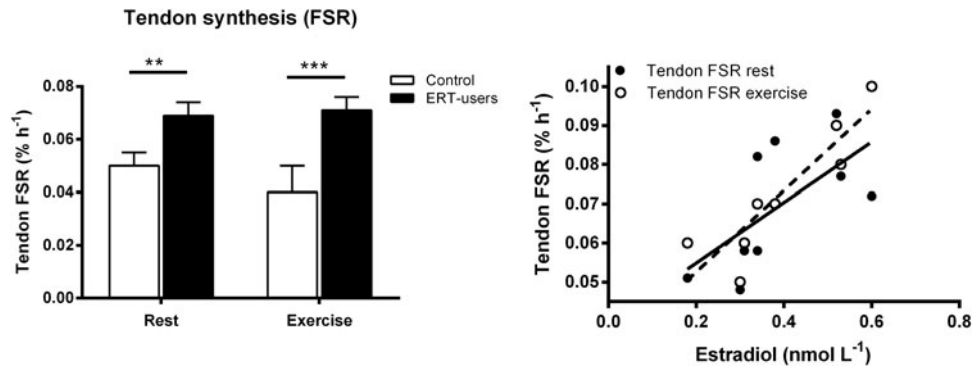 Tendon synthesis (FSR)
** ***
Control
ERT-users
Tendon FSR (% h-1)
0.08
0.06
0.04
0.02
0.00
Rest Exercise
Tendon FSR rest
Tendon FSR exercise
Tendon FSR (% h-1)
0.10
0.09
0.08
0.07
0.06
0.05
0.0 0.2 0.4 0.6 0.8
Estradiol (nmol L-1)